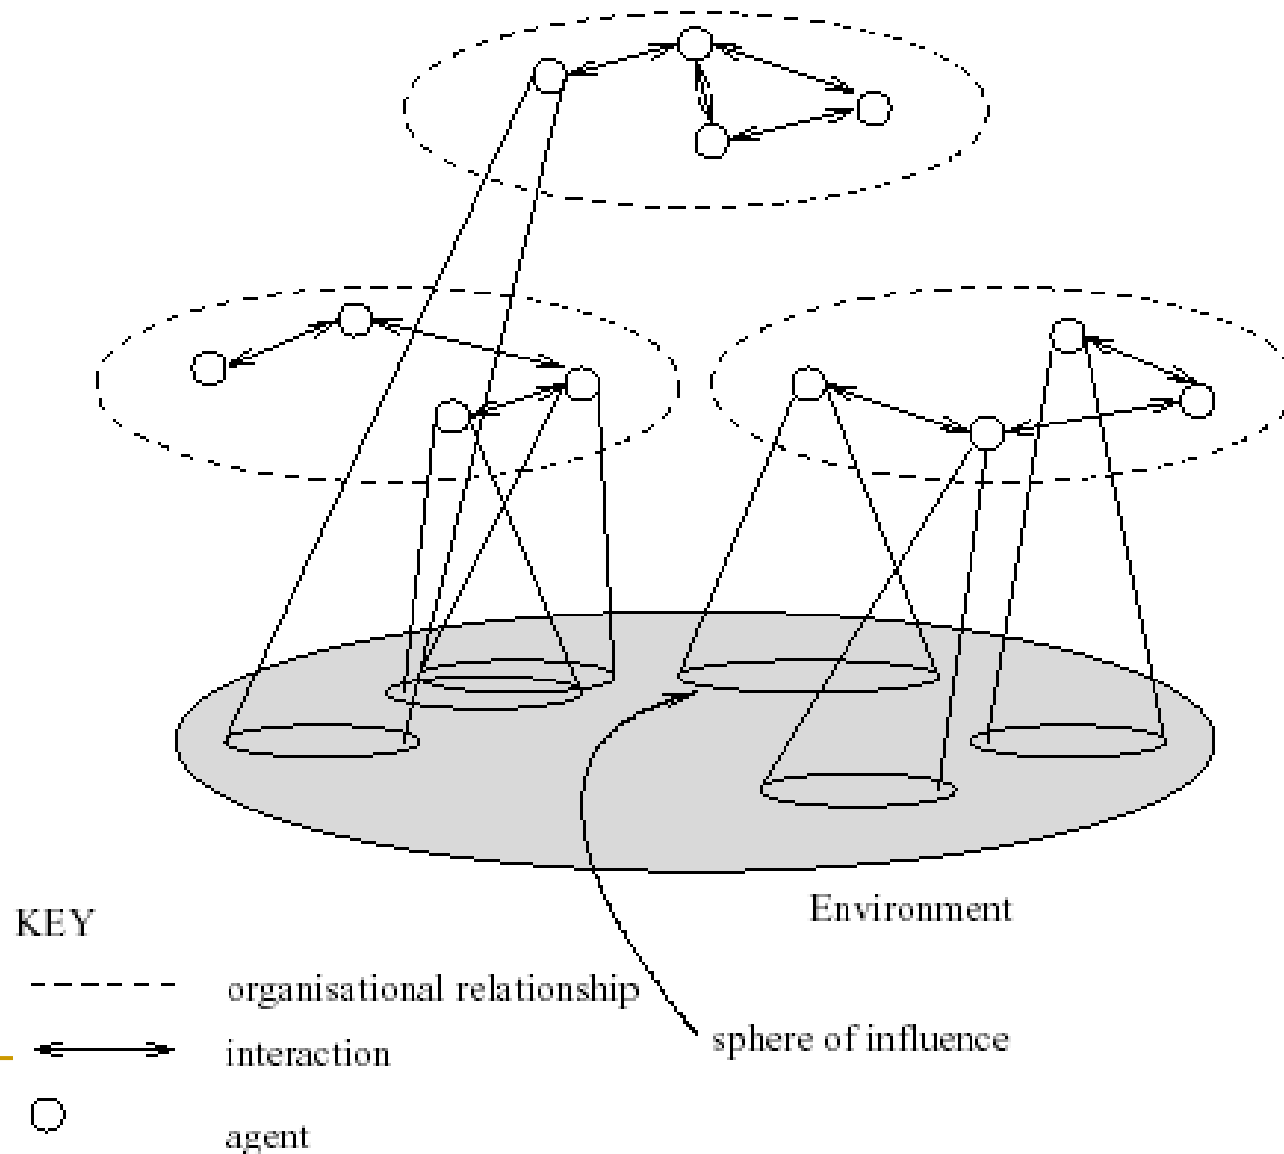 Environment
KEY
organisational relationship
sphere of influence
interaction
agent